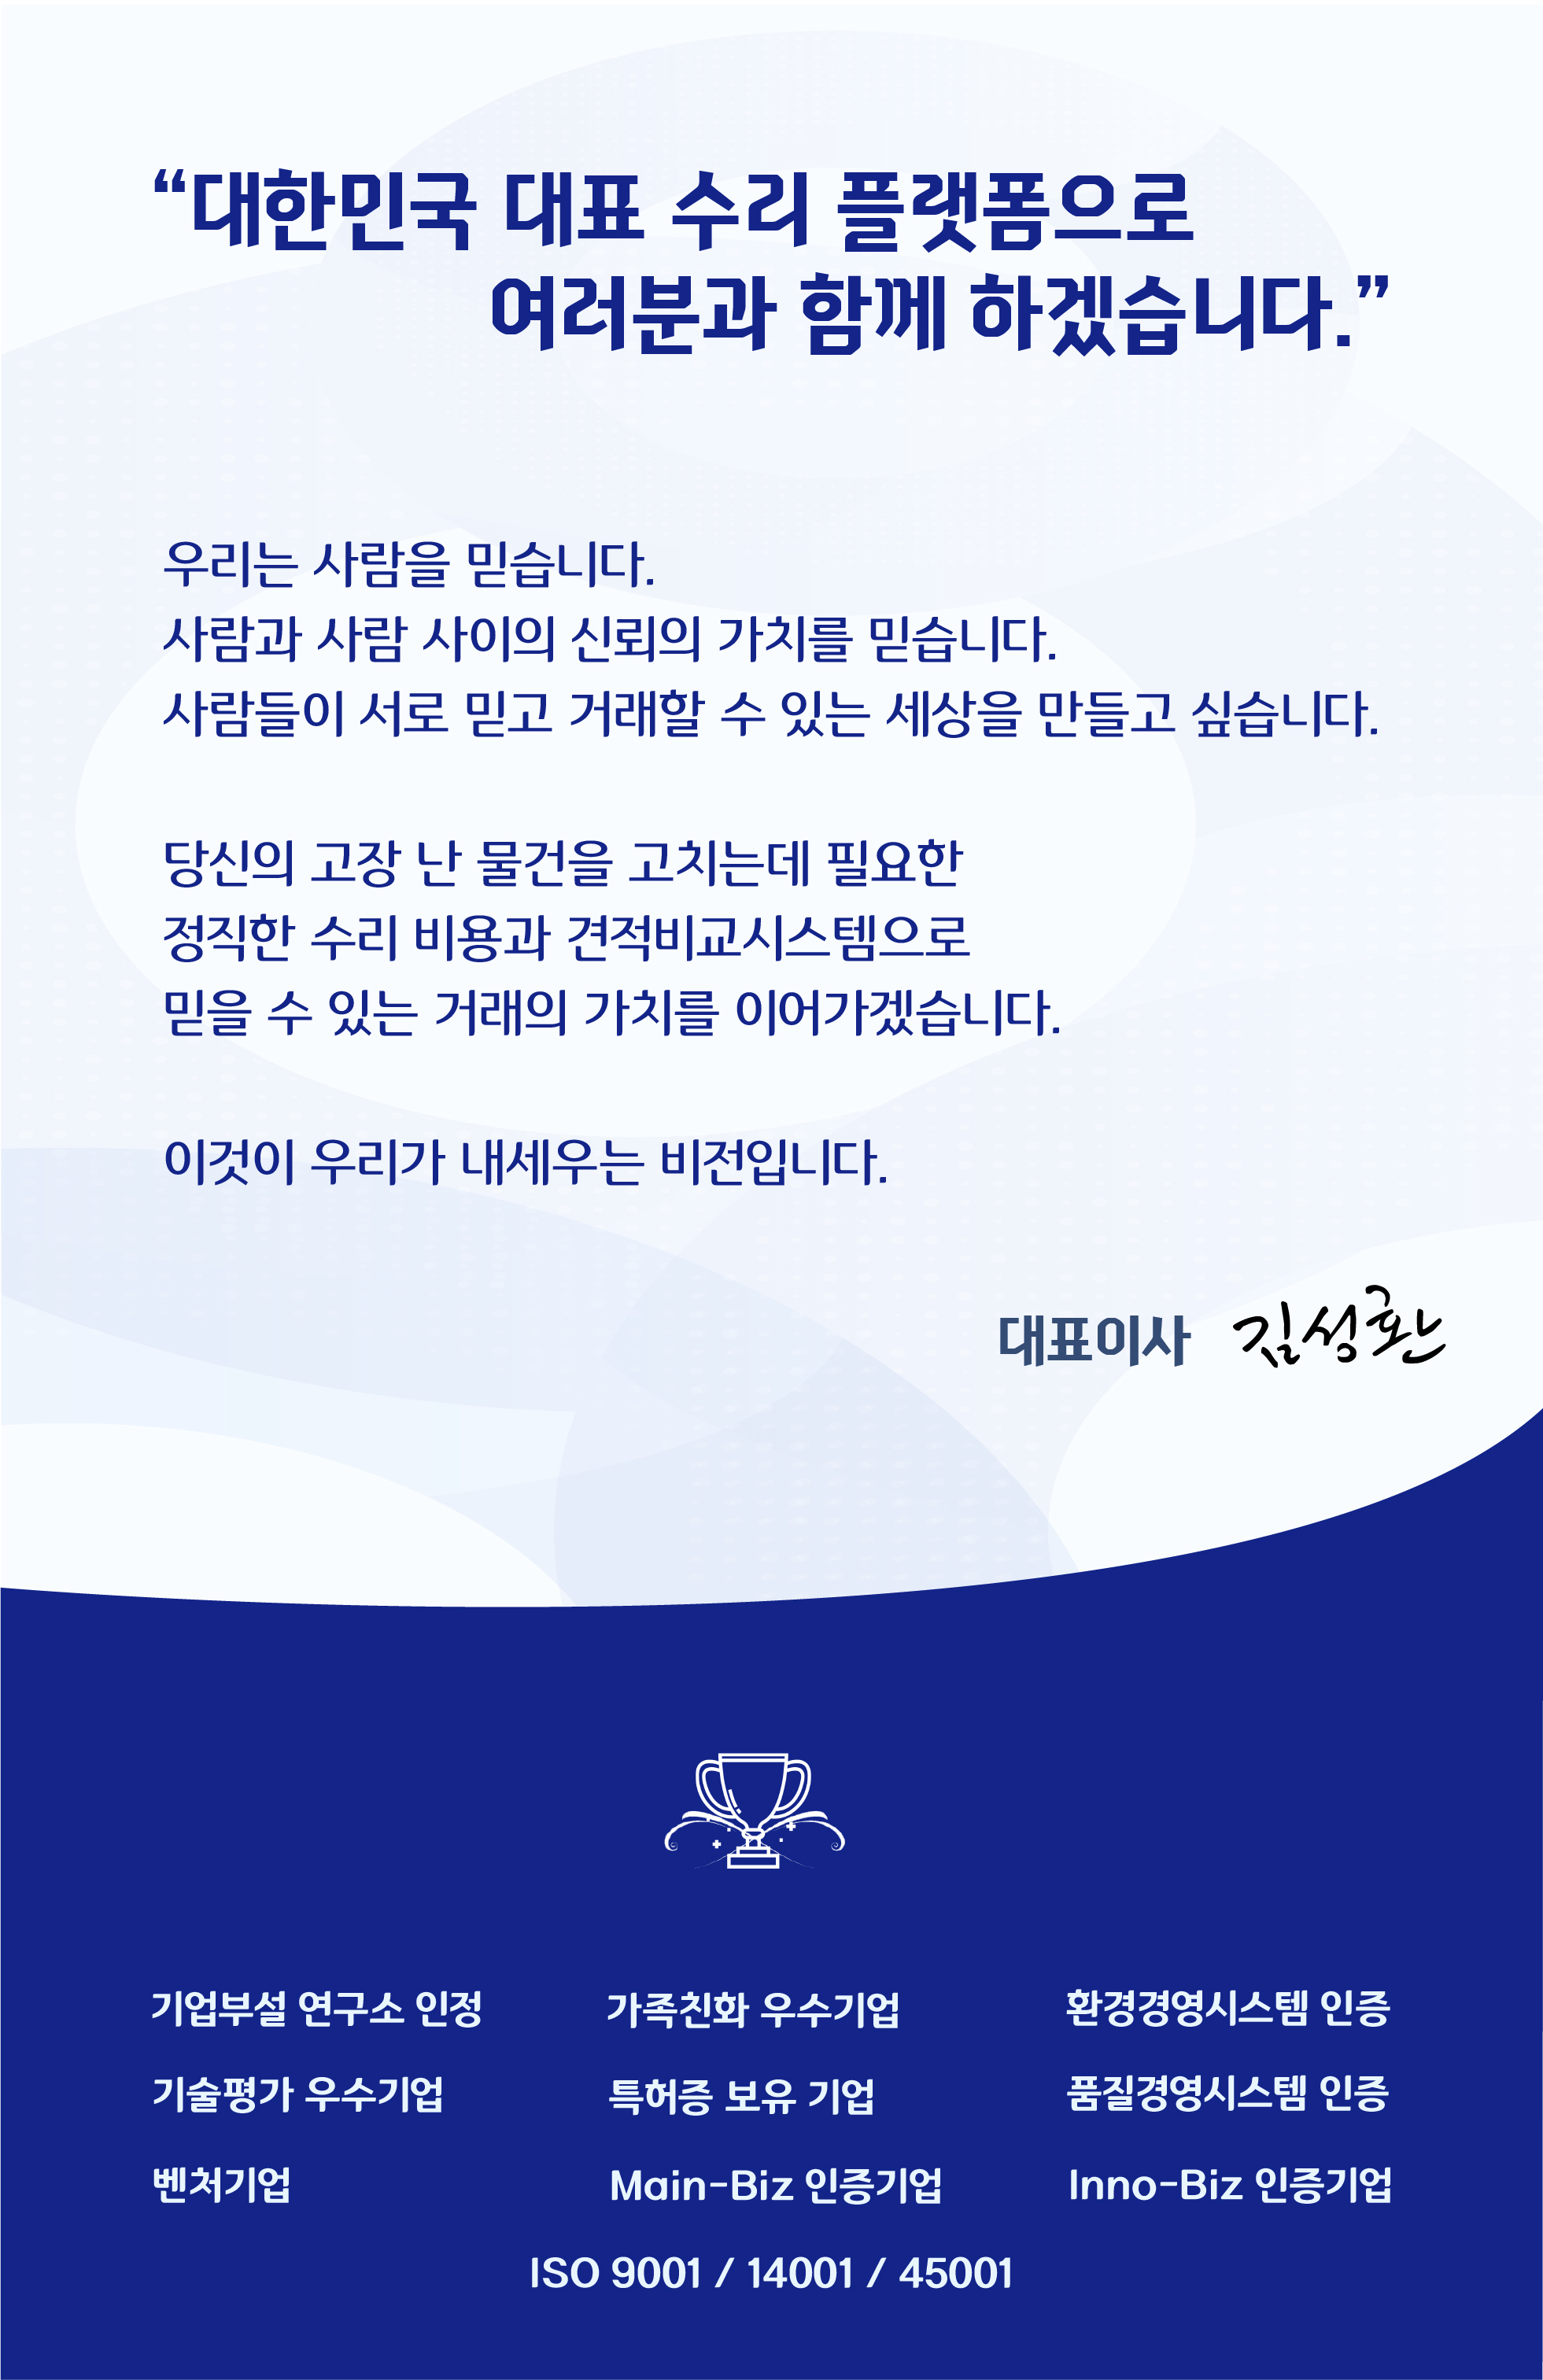 “대한민국 대표 수리 플랫폼으로
여러분과 함께 하겠습니다.”
우리는 사람을 믿습니다.
사람과 사람 사이의 신뢰의 가치를 믿습니다.
사람들이 서로 믿고 거래할 수 있는 세상을 만들고 싶습니다.
당신의 고장 난 물건을 고치는데 필요한
정직한 수리 비용과 견적비교시스템으로
믿을 수 있는 거래의 가치를 이어가겠습니다.
이것이 우리가 내세우는 비전입니다.
대표이사 김성환
기업부설 연구소 인정 가족친화 우수기업 환경경영시스템 인증
기술평가 우수기업 특허증 보유 기업 품질경영시스템 인증
벤처기업 Main-Biz 인증기업 Inno-Biz 인증기업
ISO 9001 / 14001 / 45001